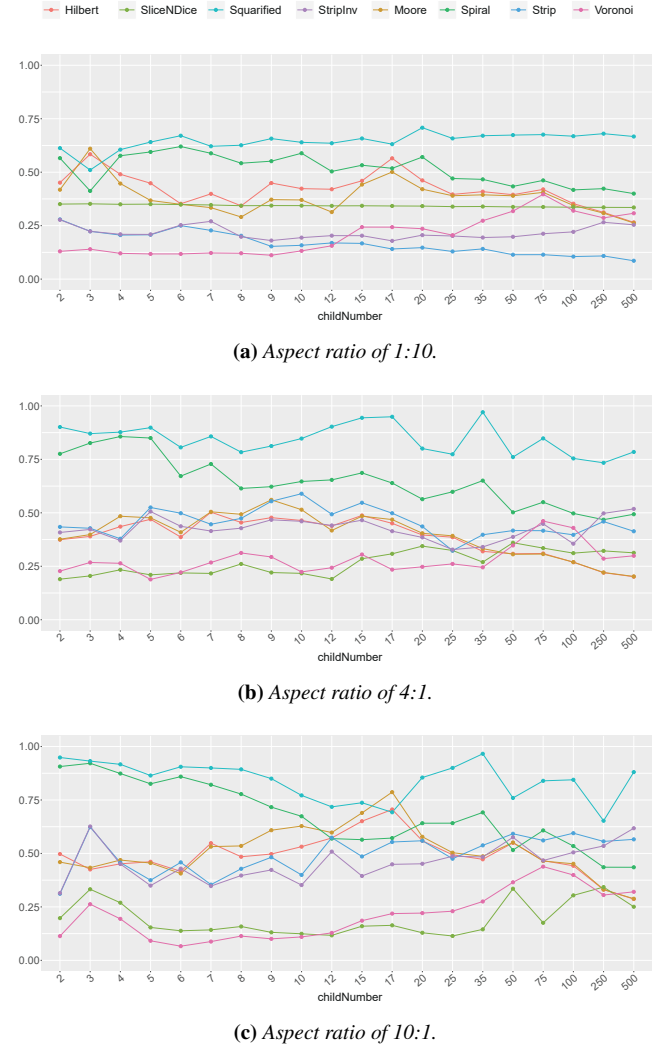 Hilbert SliceNDice Squarified StripInv Moore Spiral Strip Voronoi
1.00
0.75
0.50
0.25
0.00
2 3 4 5 6 7 8 9 10 12 15 17 20 25 35 50 75 100 250 500
childNumber
(a) Aspect ratio of 1:10.
1.00
0.75
0.50
0.25
0.00
2 3 4 5 6 7 8 9 10 12 15 17 20 25 35 50 75 100 250 500
childNumber
(b) Aspect ratio of 4:1.
1.00
0.75
0.50
0.25
0.00
2 3 4 5 6 7 8 9 10 12 15 17 20 25 35 50 75 100 250 500
childNumber
(c) Aspect ratio of 10:1.